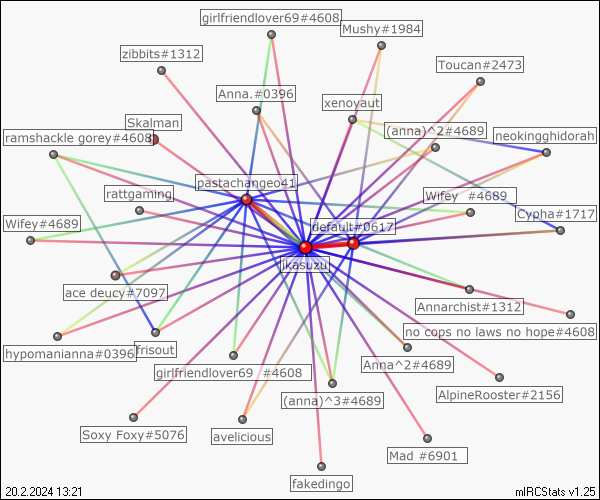 girlfriendlover69#4608
Mushy#1984
zibbits#1312
Toucan#2473
Anna.#0396
xenoyaut
Skalman
(anna)^2#4689
ramshackle gorey#4608
neokingghidorah
pastachangeo41
rattgaming
Wifey #4689
Cypha#1717
Wifey#4689
default#0617
jkasuzu
ace deucy#7097
Annarchist#1312
no cops no laws no hope#4608
hypomanianna#0396
frisout
Anna^2#4689
girlfriendlover69 #4608
AlpineRooster#2156
(anna)^3#4689
Soxy Foxy#5076
avelicious
Mad #6901
fakedingo
20.2.2024 13:21
mIRCStats v1.25